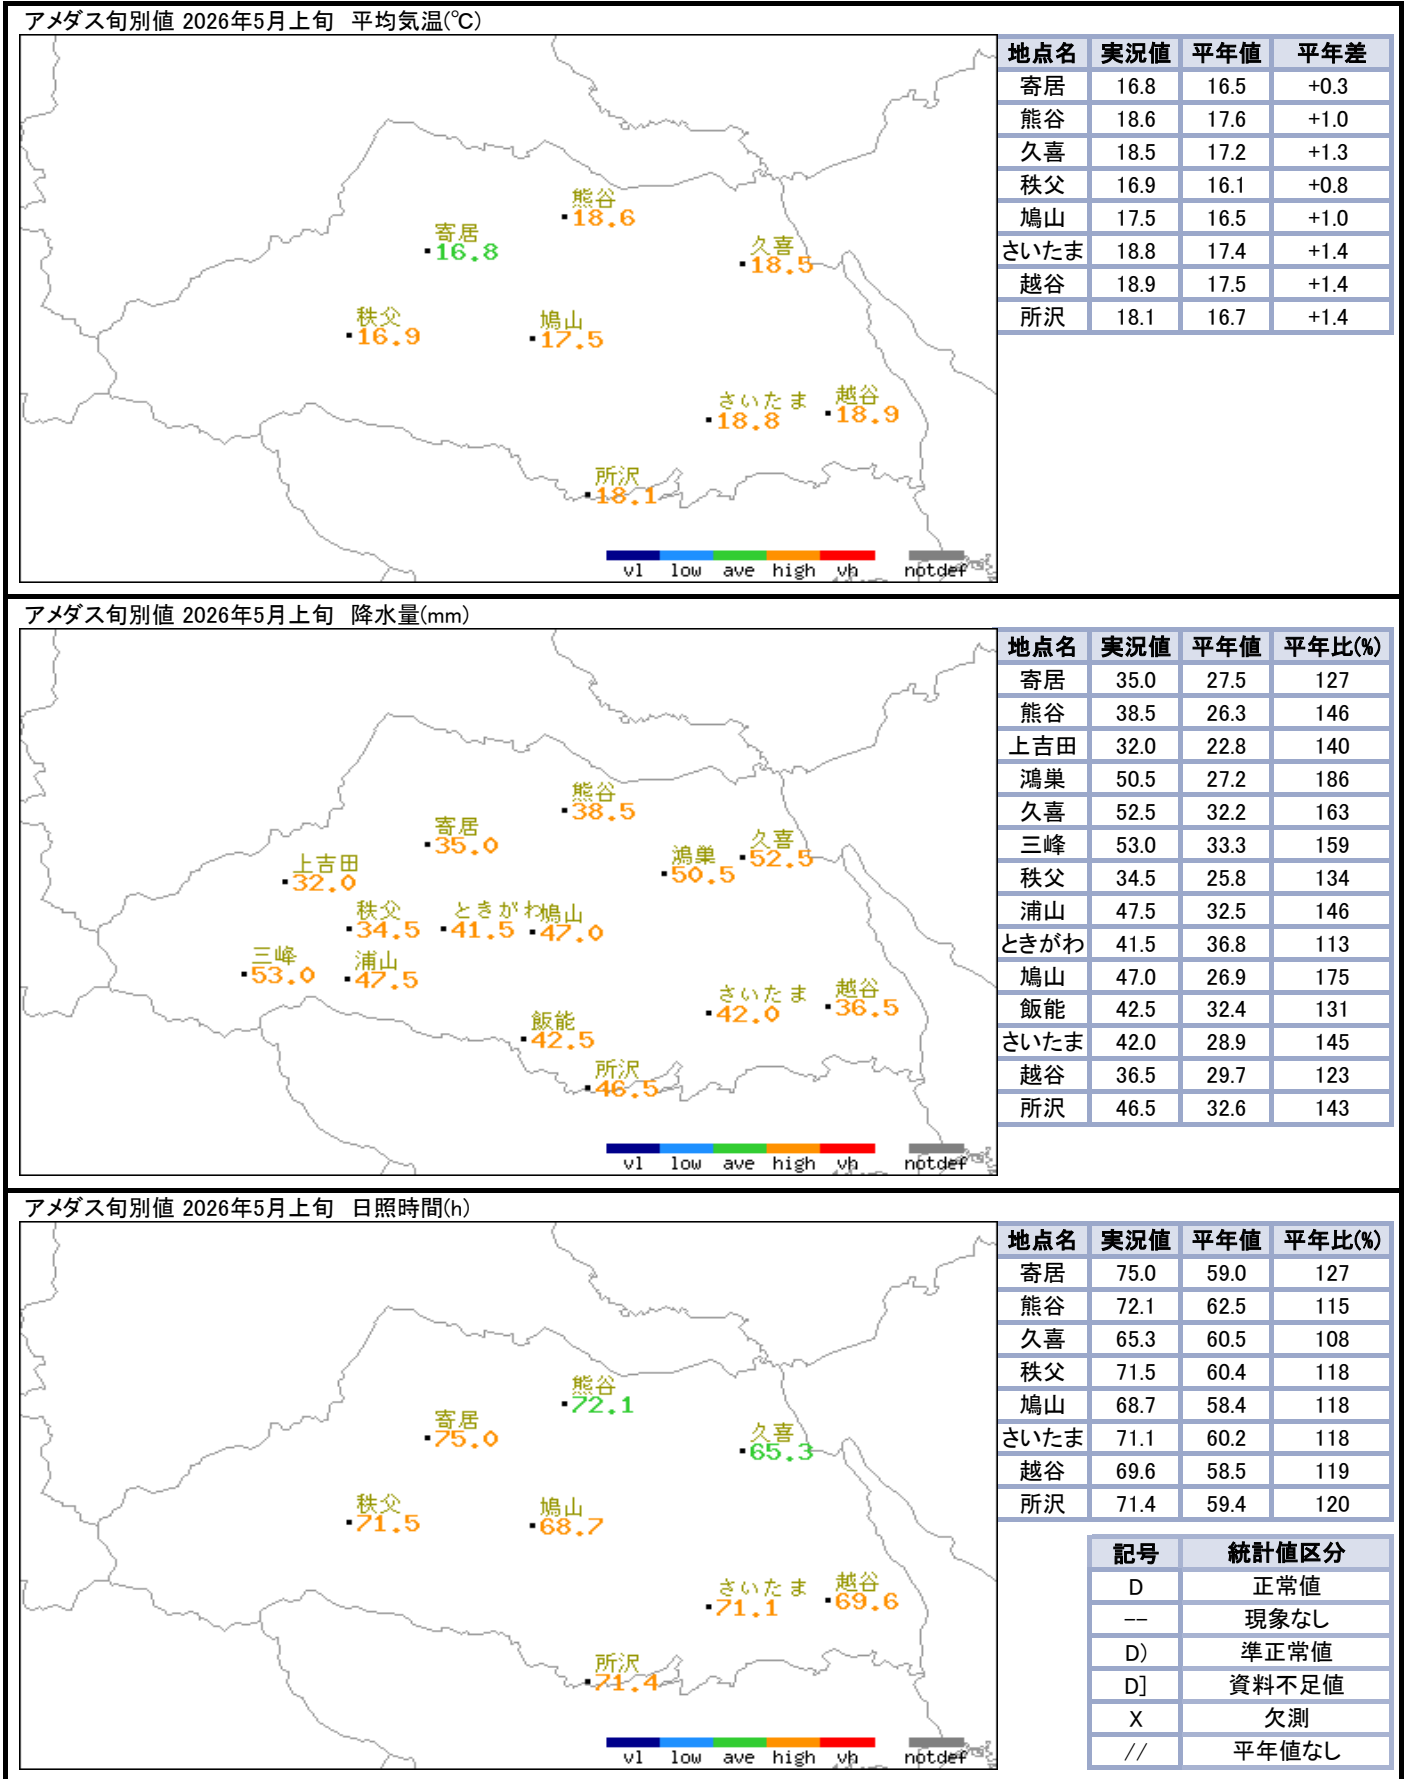 アメダス旬別値 2026年5月上旬 平均気温(℃)
熊谷
18.6
寄居
16.8
久喜
18.5
秩父
16.9
鳩山
17.5
さいたま
18.8
越谷
18.9
所沢
18.1
vl low ave high vh notdef
地点名 実況値 平年値 平年差
寄居 16.8 16.5 +0.3
熊谷 18.6 17.6 +1.0
久喜 18.5 17.2 +1.3
秩父 16.9 16.1 +0.8
鳩山 17.5 16.5 +1.0
さいたま 18.8 17.4 +1.4
越谷 18.9 17.5 +1.4
所沢 18.1 16.7 +1.4
アメダス旬別値 2026年5月上旬 降水量(mm)
熊谷
38.5
寄居
35.0
久喜
52.5
鴻巣
50.5
上吉田
32.0
秩父
34.5
ときがわ
41.5
鳩山
47.0
三峰
53.0
浦山
47.5
さいたま
42.0
越谷
36.5
飯能
42.5
所沢
46.5
vl low ave high vh notdef
地点名 実況値 平年値 平年比(%)
寄居 35.0 27.5 127
熊谷 38.5 26.3 146
上吉田 32.0 22.8 140
鴻巣 50.5 27.2 186
久喜 52.5 32.2 163
三峰 53.0 33.3 159
秩父 34.5 25.8 134
浦山 47.5 32.5 146
ときがわ 41.5 36.8 113
鳩山 47.0 26.9 175
飯能 42.5 32.4 131
さいたま 42.0 28.9 145
越谷 36.5 29.7 123
所沢 46.5 32.6 143
アメダス旬別値 2026年5月上旬 日照時間(h)
熊谷
72.1
寄居
75.0
久喜
65.3
秩父
71.5
鳩山
68.7
さいたま
71.1
越谷
69.6
所沢
71.4
vl low ave high vh notdef
地点名 実況値 平年値 平年比(%)
寄居 75.0 59.0 127
熊谷 72.1 62.5 115
久喜 65.3 60.5 108
秩父 71.5 60.4 118
鳩山 68.7 58.4 118
さいたま 71.1 60.2 118
越谷 69.6 58.5 119
所沢 71.4 59.4 120
記号 統計値区分
D 正常値
-- 現象なし
D) 準正常値
D] 資料不足値
X 欠測
// 平年値なし